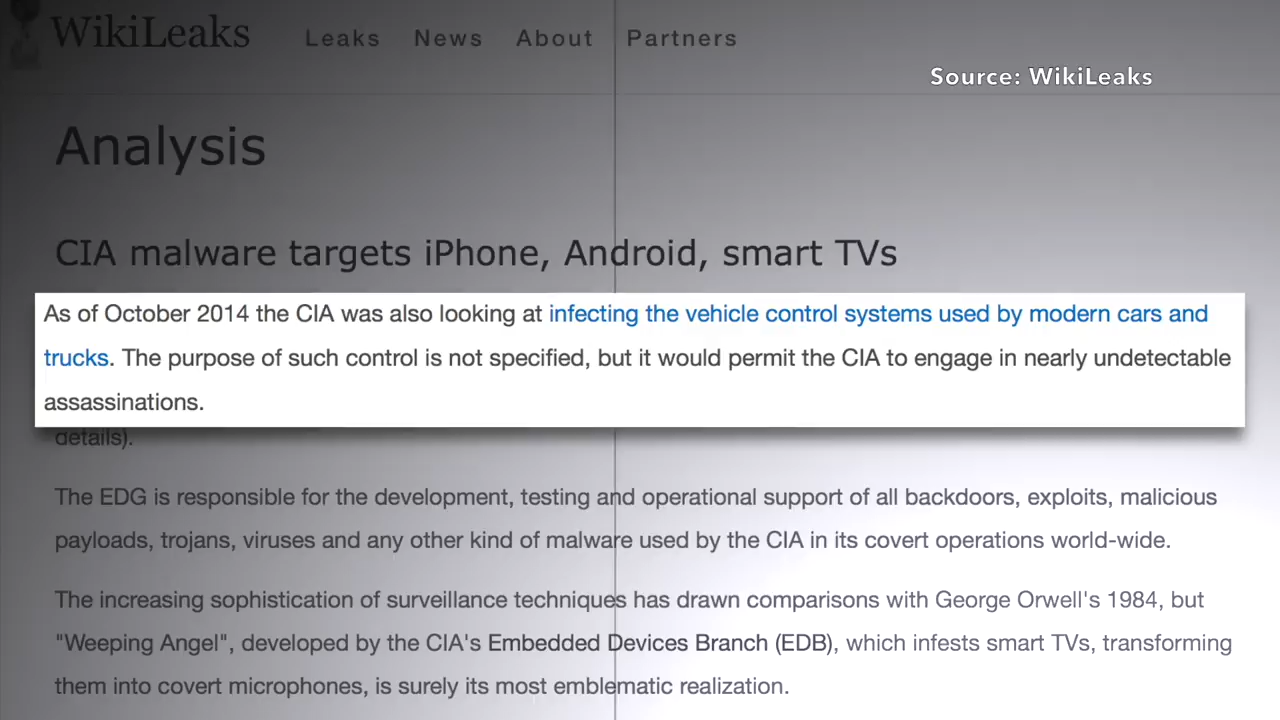 WikiLeaks Leaks News About Partners
Source: WikiLeaks
Analysis
CIA malware targets iPhone, Android, smart TVs
As of October 2014 the CIA was also looking at infecting the vehicle control systems used by modern cars and
trucks. The purpose of such control is not specified, but it would permit the CIA to engage in nearly undetectable
assassinations.
details).
The EDG is responsible for the development, testing and operational support of all backdoors, exploits, malicious
payloads, trojans, viruses and any other kind of malware used by the CIA in its covert operations world-wide.
The increasing sophistication of surveillance techniques has drawn comparisons with George Orwell's 1984, but
"Weeping Angel", developed by the CIA's Embedded Devices Branch (EDB), which infests smart TVs, transforming
them into covert microphones, is surely its most emblematic realization.